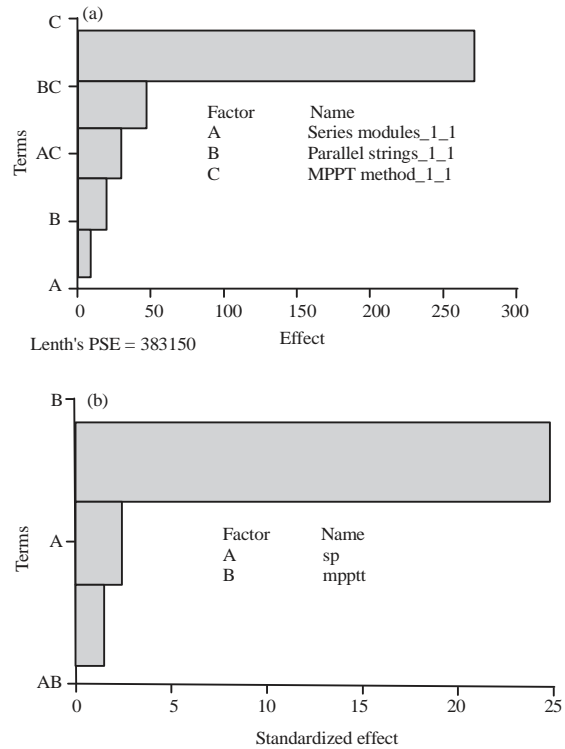 (a)
C
BC
AC
B
A
Terms
Factor Name
A Series modules_1_1
B Parallel strings_1_1
C MPPT method_1_1
0 50 100 150 200 250 300
Effect
Lenth's PSE = 383150
(b)
B
A
AB
Terms
Factor Name
A sp
B mpptt
0 5 10 15 20 25
Standardized effect